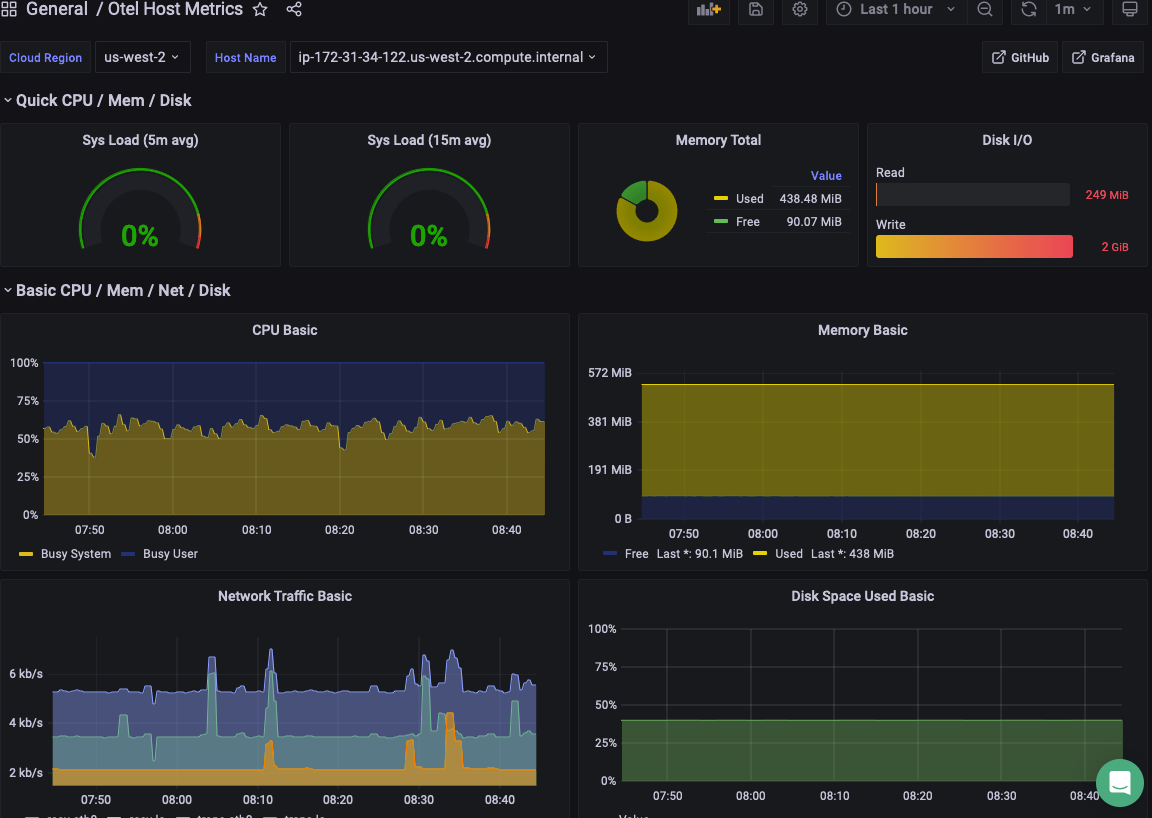 General / Otel Host Metrics
Last 1 hour
1m
Cloud Region us-west-2 Host Name ip-172-31-34-122.us-west-2.compute.internal GitHub Grafana
Quick CPU / Mem / Disk
Sys Load (5m avg)
0%
Sys Load (15m avg)
0%
Memory Total
Value
Used 438.48 MiB
Free 90.07 MiB
Disk I/O
Read
249 MiB
Write
2 GiB
Basic CPU / Mem / Net / Disk
CPU Basic
100%
75%
50%
25%
0%
07:50 08:00 08:10 08:20 08:30 08:40
Busy System Busy User
Memory Basic
572 MiB
381 MiB
191 MiB
0 B
07:50 08:00 08:10 08:20 08:30 08:40
Free Last *: 90.1 MiB Used Last *: 438 MiB
Network Traffic Basic
6 kb/s
4 kb/s
2 kb/s
07:50 08:00 08:10 08:20 08:30 08:40
Disk Space Used Basic
100%
75%
50%
25%
0%
07:50 08:00 08:10 08:20 08:30 08:40